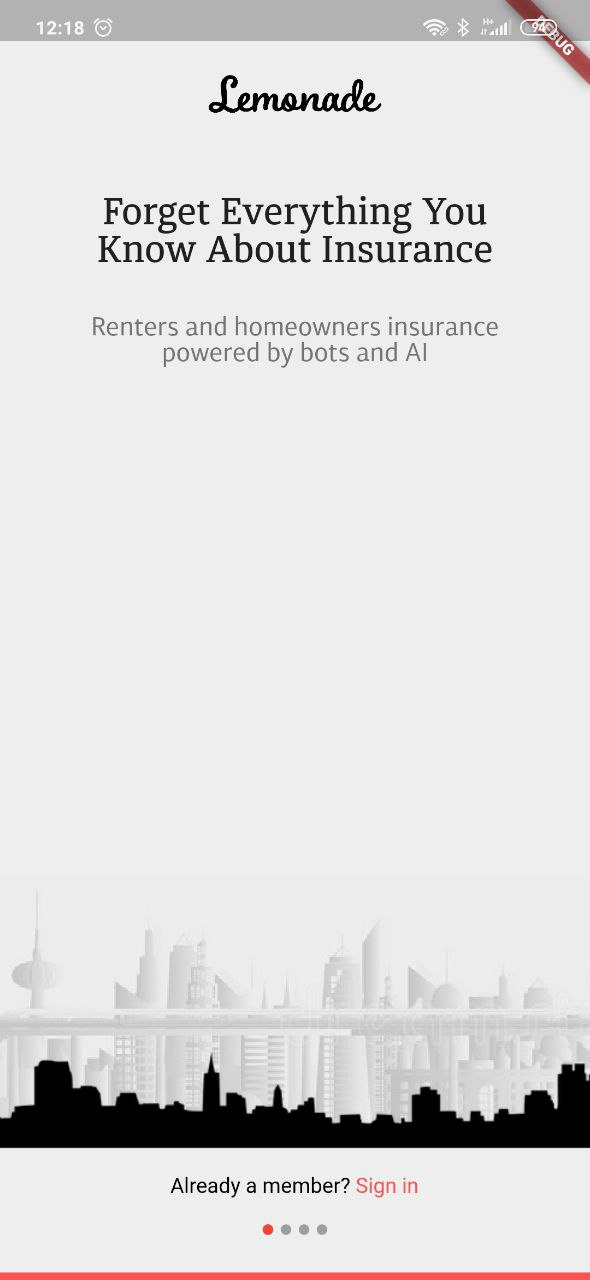 12:18
H+
94
DEBUG
Lemonade
Forget Everything You
Know About Insurance
Renters and homeowners insurance
powered by bots and AI
Already a member? Sign in